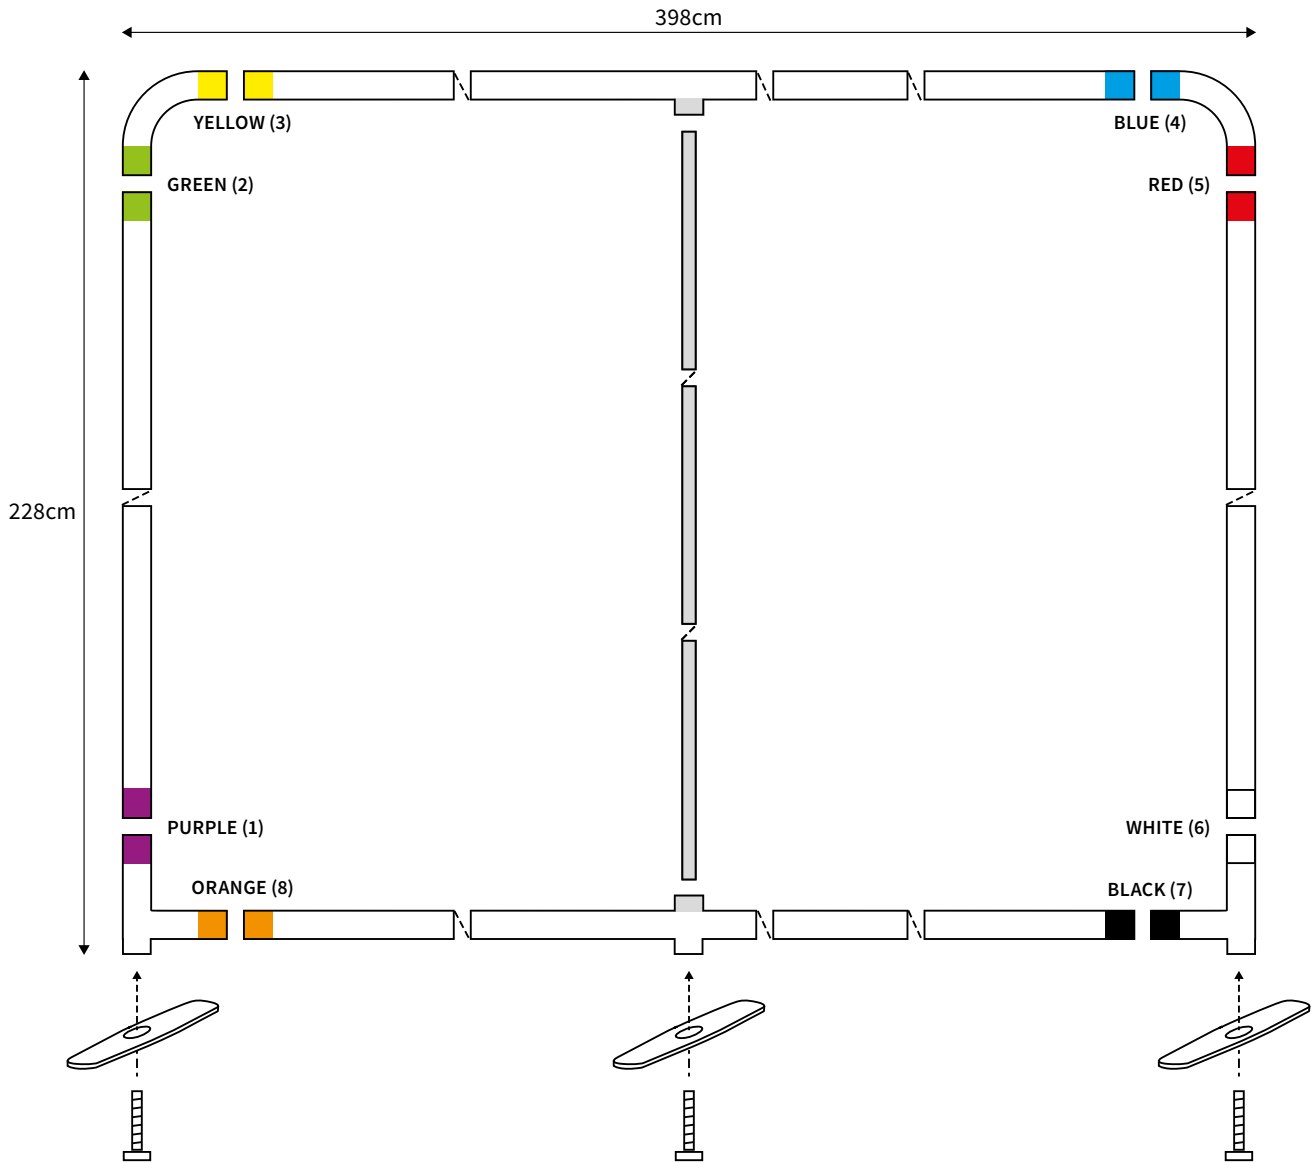 398cm
YELLOW (3)
BLUE (4)
GREEN (2)
RED (5)
228cm
PURPLE (1)
WHITE (6)
ORANGE (8)
BLACK (7)